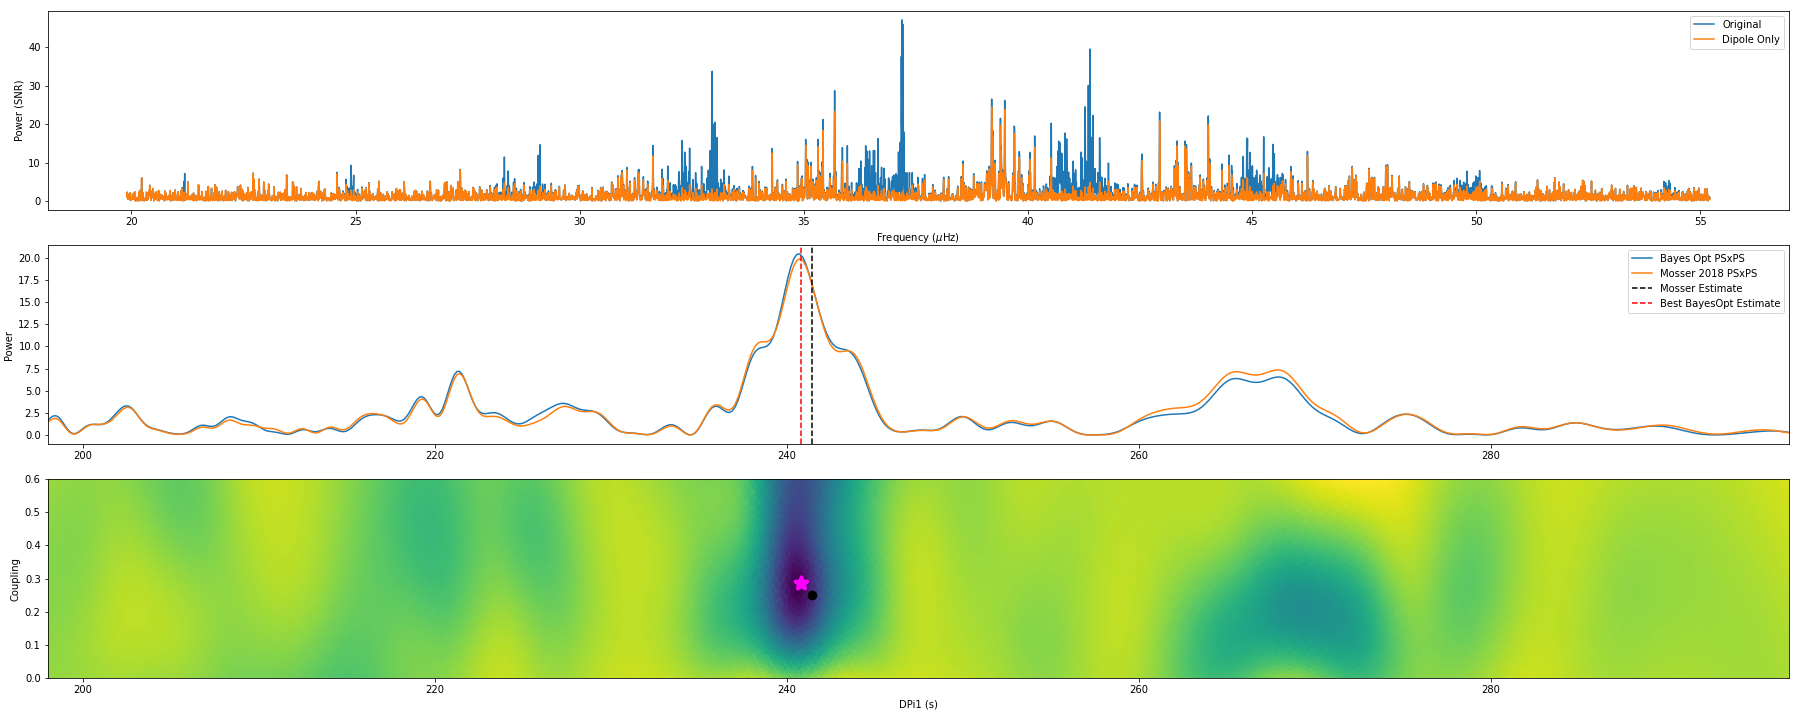 Original
Dipole Only
Power (SNR)
40
30
20
10
0
20 25 30 35 40 45 50 55
Frequency (μHz)
Bayes Opt PSxPS
Mosser 2018 PSxPS
Mosser Estimate
Best BayesOpt Estimate
Power
20.0
17.5
15.0
12.5
10.0
7.5
5.0
2.5
0.0
200 220 240 260 280
Coupling
0.6
0.5
0.4
0.3
0.2
0.1
0.0
200 220 240 260 280
DPi1 (s)